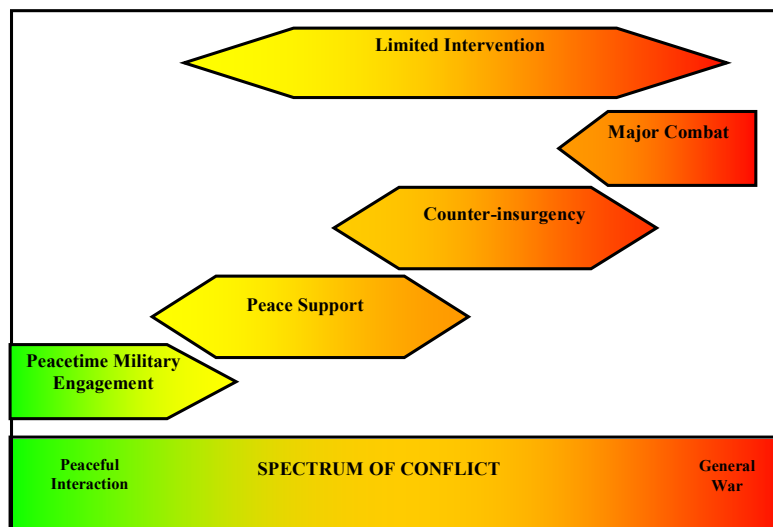 Limited Intervention
Major Combat
Counter-insurgency
Peace Support
Peacetime Military
Engagement
Peaceful
Interaction
SPECTRUM OF CONFLICT
General
War